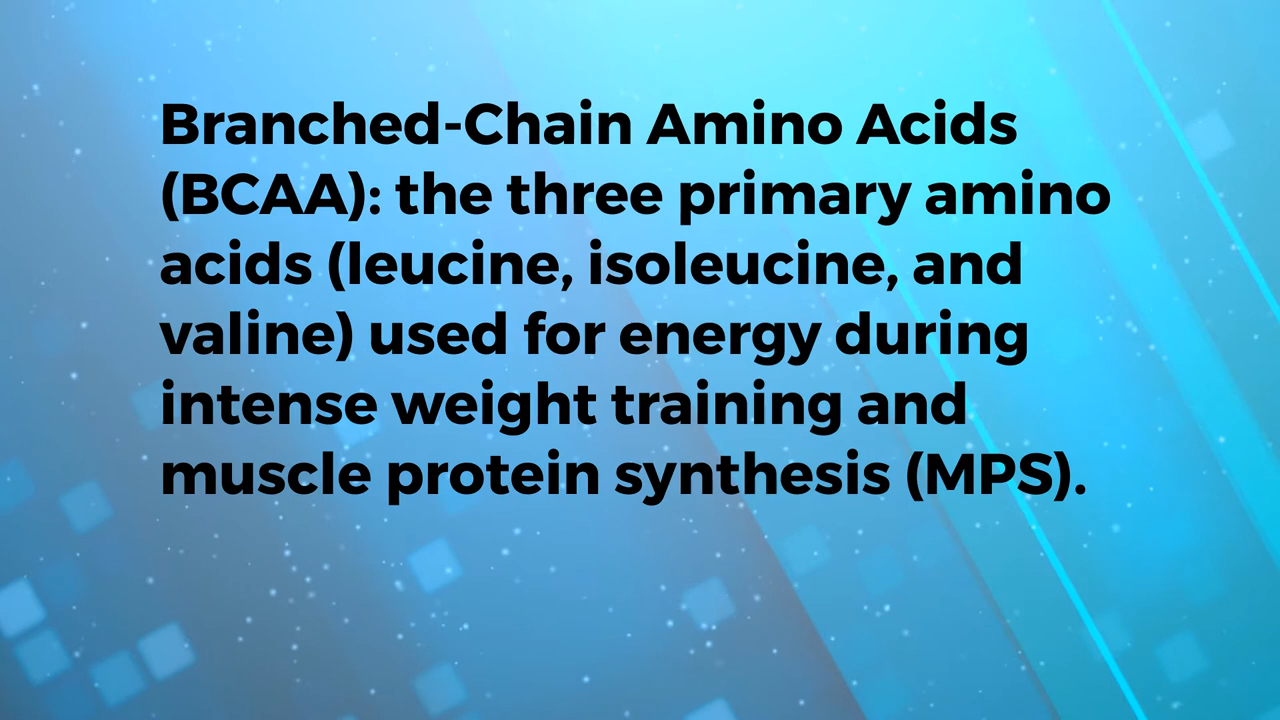 Branched-Chain Amino Acids
(BCAA): the three primary amino
acids (leucine, isoleucine, and
valine) used for energy during
intense weight training and
muscle protein synthesis (MPS).